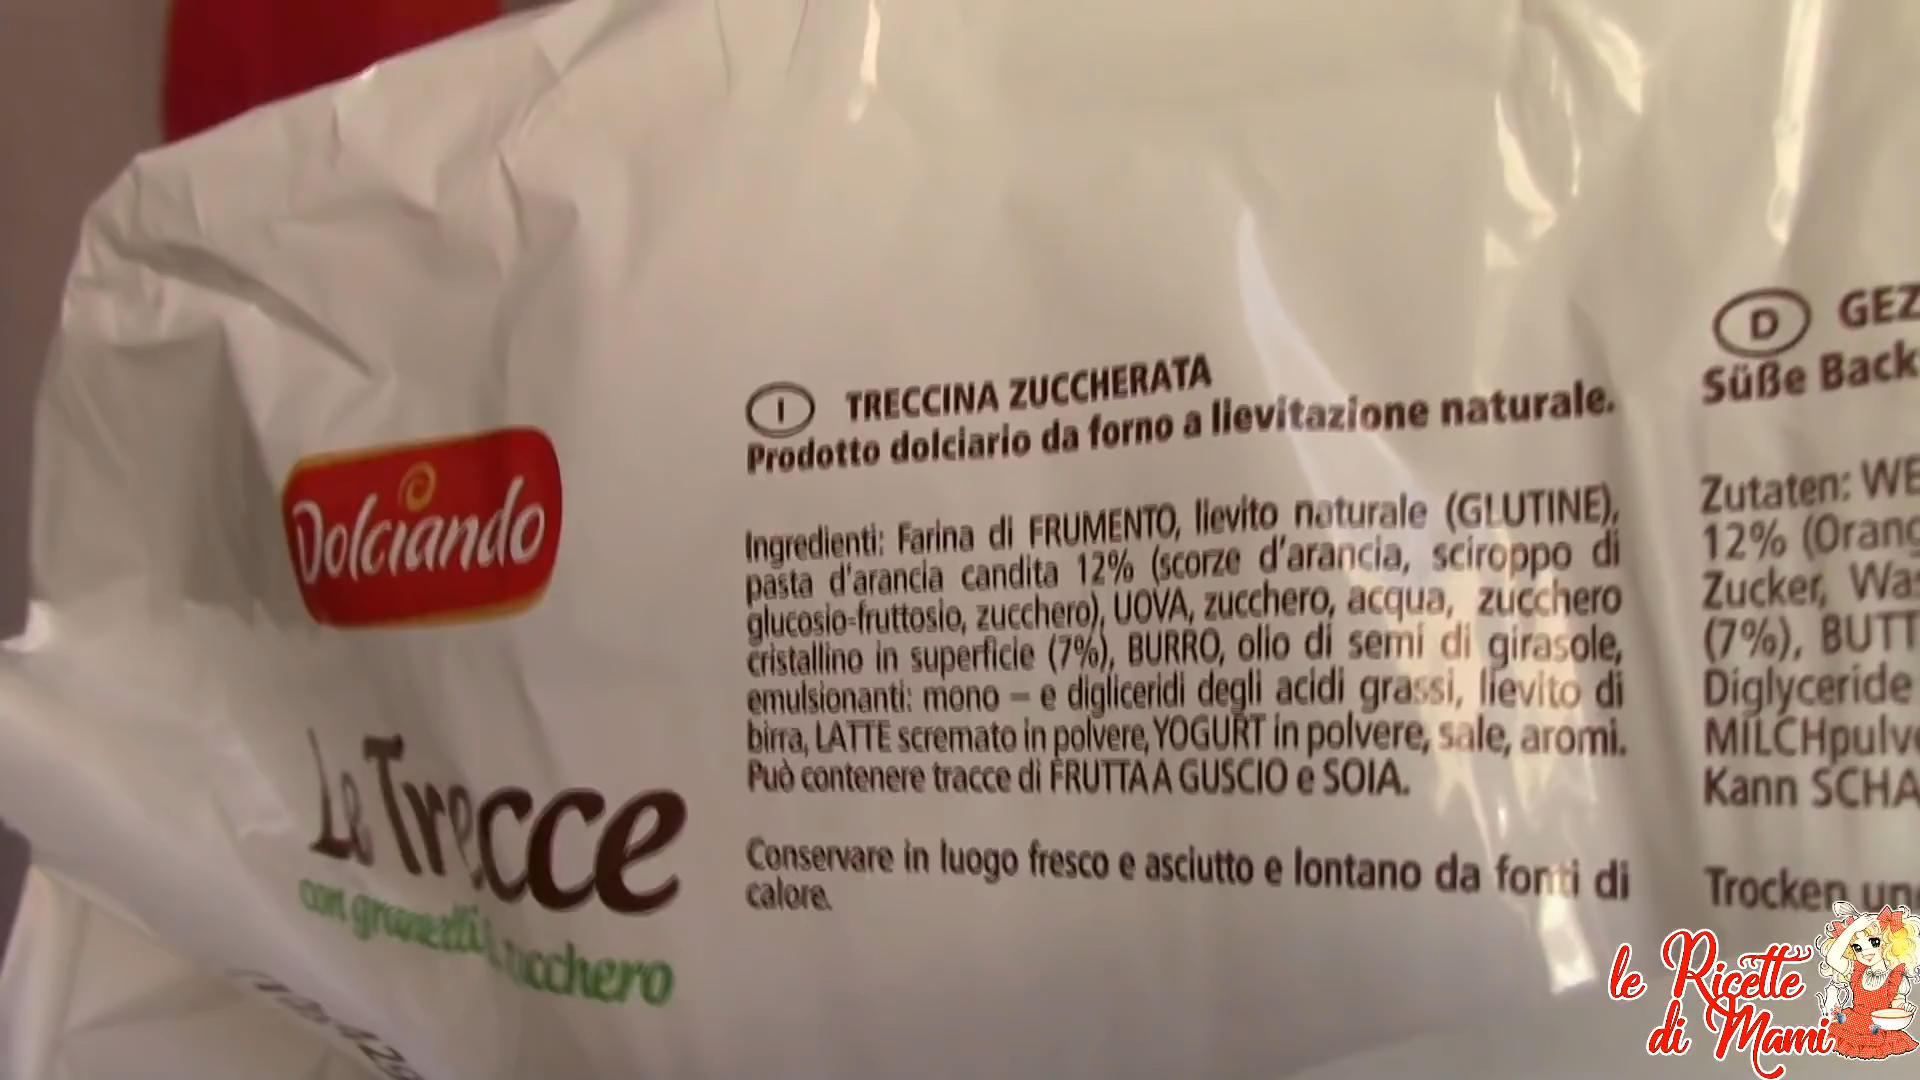 Dolciando
Le Trecce
con granelli zucchero
I TRECCINA ZUCCHERATA
Prodotto dolciario da forno a lievitazione naturale.
Ingredienti: Farina di FRUMENTO, lievito naturale (GLUTINE),
pasta d'arancia candita 12% (scorze d'arancia, sciroppo di
glucosio-fruttosio, zucchero), UOVA, zucchero, acqua, zucchero
cristallino in superficie (7%), BURRO, olio di semi di girasole,
emulsionanti: mono – e digliceridi degli acidi grassi, lievito di
birra, LATTE scremato in polvere, YOGURT in polvere, sale, aromi.
Può contenere tracce di FRUTTA A GUSCIO e SOIA.
Conservare in luogo fresco e asciutto e lontano da fonti di
calore.
D GEZ
Süße Back
Zutaten: WE
12% (Orang
Zucker, Was
(7%), BUTT
Diglyceride
MILCHpulve
Kann SCHA
Trocken und
le Ricette
di Mami